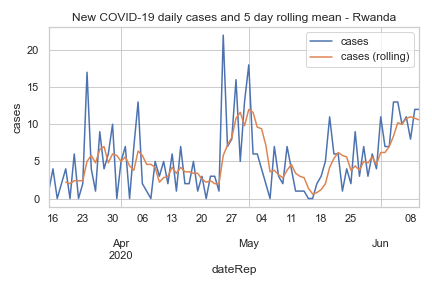 New COVID-19 daily cases and 5 day rolling mean - Rwanda
cases
cases (rolling)
20
15
10
5
0
cases
16 23 30 06 13 20 27 04 11 18 25 08
Apr May Jun
2020
dateRep